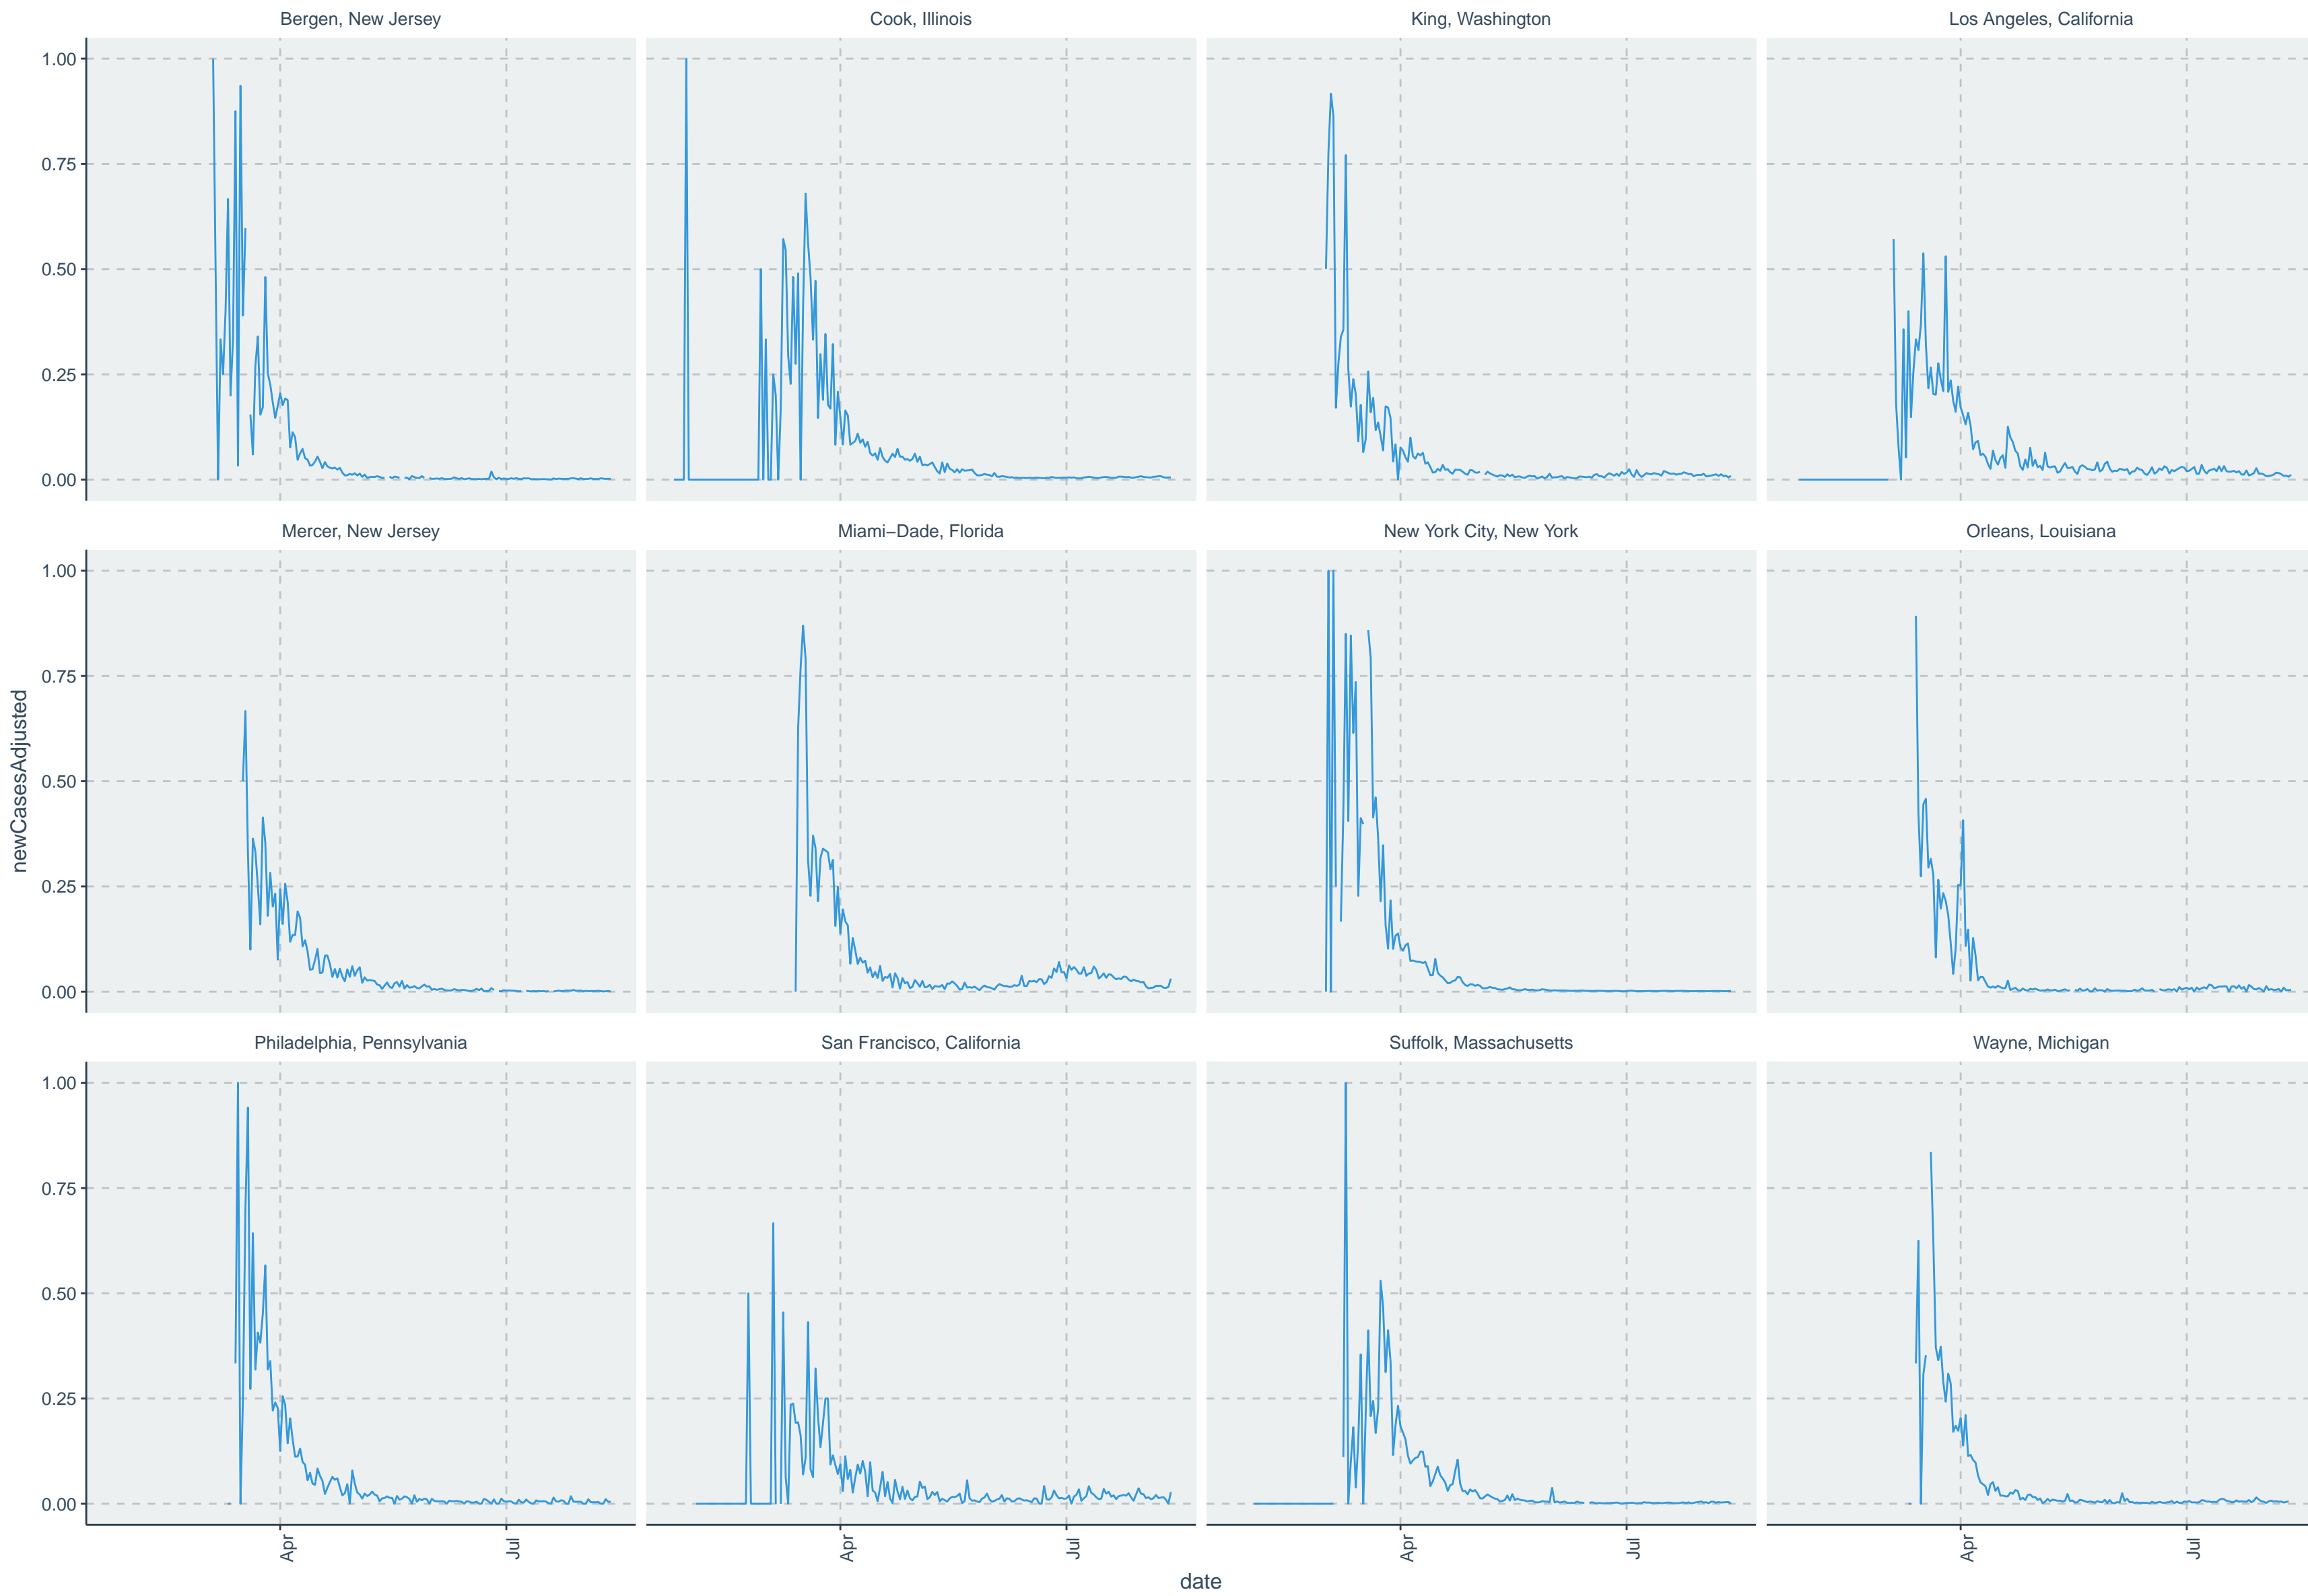 Bergen, New Jersey
Cook, Illinois
King, Washington
Los Angeles, California
1.00
0.75
0.50
0.25
0.00
Mercer, New Jersey
Miami−Dade, Florida
New York City, New York
Orleans, Louisiana
1.00
0.75
0.50
0.25
0.00
newCasesAdjusted
Philadelphia, Pennsylvania
San Francisco, California
Suffolk, Massachusetts
Wayne, Michigan
1.00
0.75
0.50
0.25
0.00
Apr
Jul
Apr
Jul
Apr
Jul
Apr
Jul
date